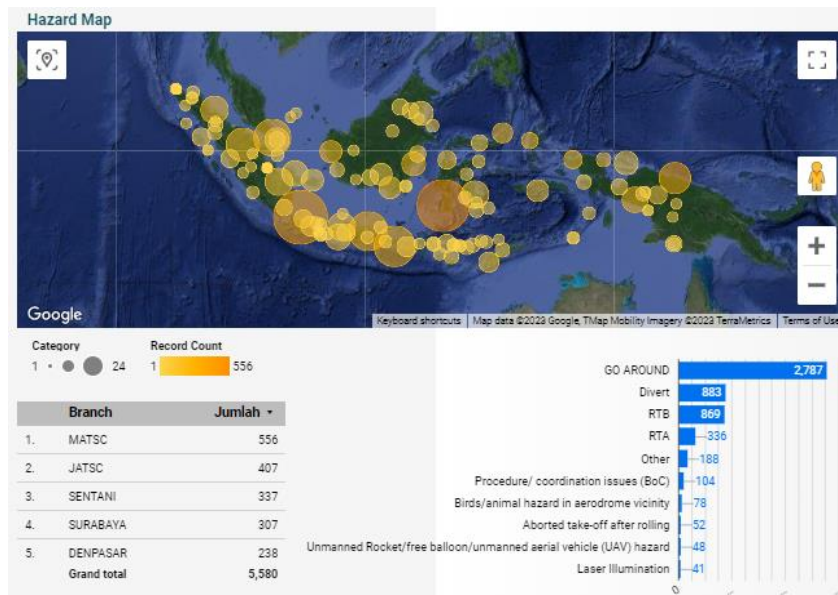 Hazard Map
Google
Keyboard shortcuts Map data ©2023 Google, TMap Mobility Imagery ©2023 TerraMetrics Terms of Use
Category Record Count
1 24 1 556
Branch Jumlah
1. MATSC 556
2. JATSC 407
3. SENTANI 337
4. SURABAYA 307
5. DENPASAR 238
Grand total 5,580
GO AROUND 2,787
Divert 883
RTB 869
RTA 336
Other 188
Procedure/ coordination issues (BoC) 104
Birds/animal hazard in aerodrome vicinity 78
Aborted take-off after rolling 52
Unmanned Rocket/free balloon/unmanned aerial vehicle (UAV) hazard 48
Laser Illumination 41
0